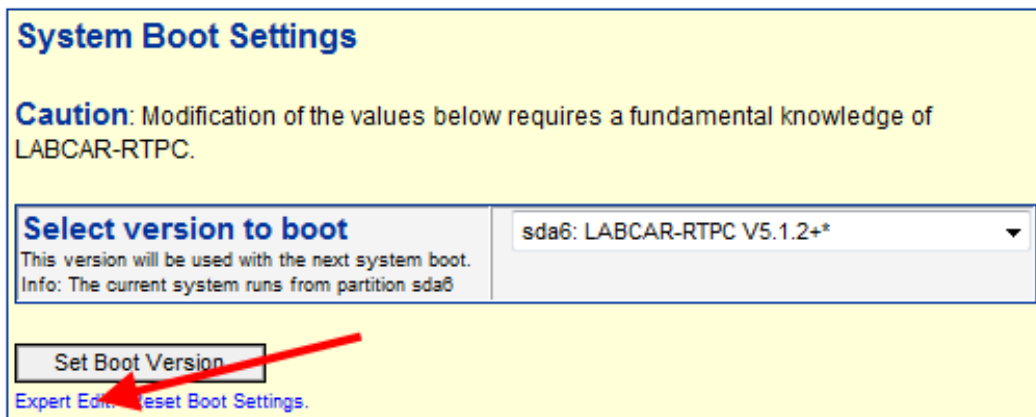 System Boot Settings
Caution: Modification of the values below requires a fundamental knowledge of
LABCAR-RTPC.
Select version to boot
sda6: LABCAR-RTPC V5.1.2+*
This version will be used with the next system boot.
Info: The current system runs from partition sda6
Set Boot Version
Expert Edit. Reset Boot Settings.